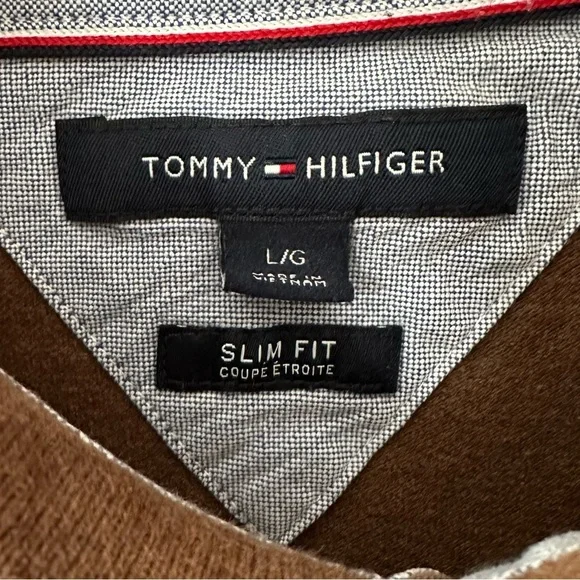 TOMMY HILFIGER
L/G
MADE IN
VIETNAM
SLIM FIT
COUPE ÉTROITE